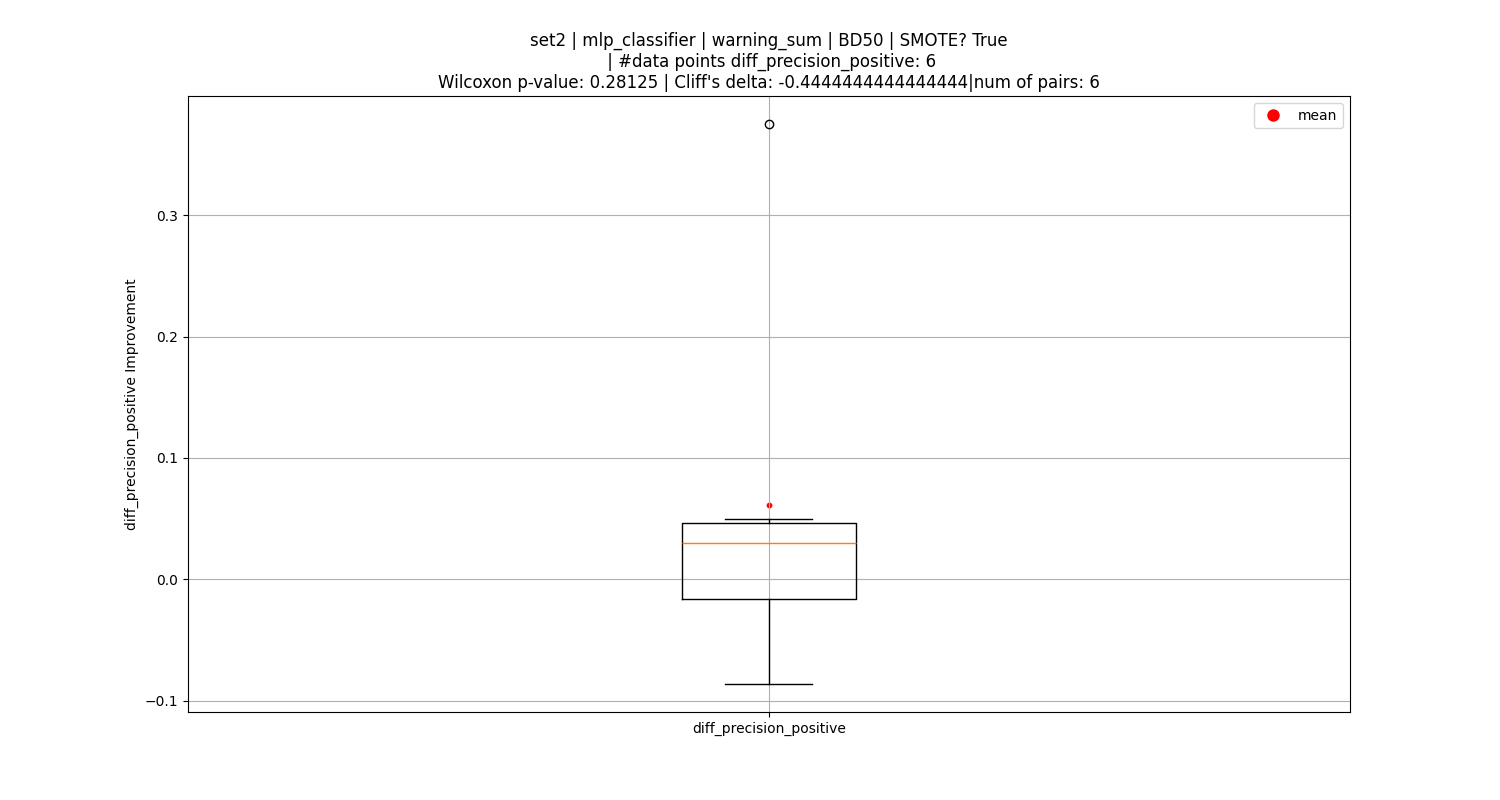 set2 | mlp_classifier | warning_sum | BD50 | SMOTE? True
| #data points diff_precision_positive: 6
Wilcoxon p-value: 0.28125 | Cliff's delta: -0.4444444444444444|num of pairs: 6
mean
0.3
0.2
0.1
0.0
−0.1
diff_precision_positive Improvement
diff_precision_positive